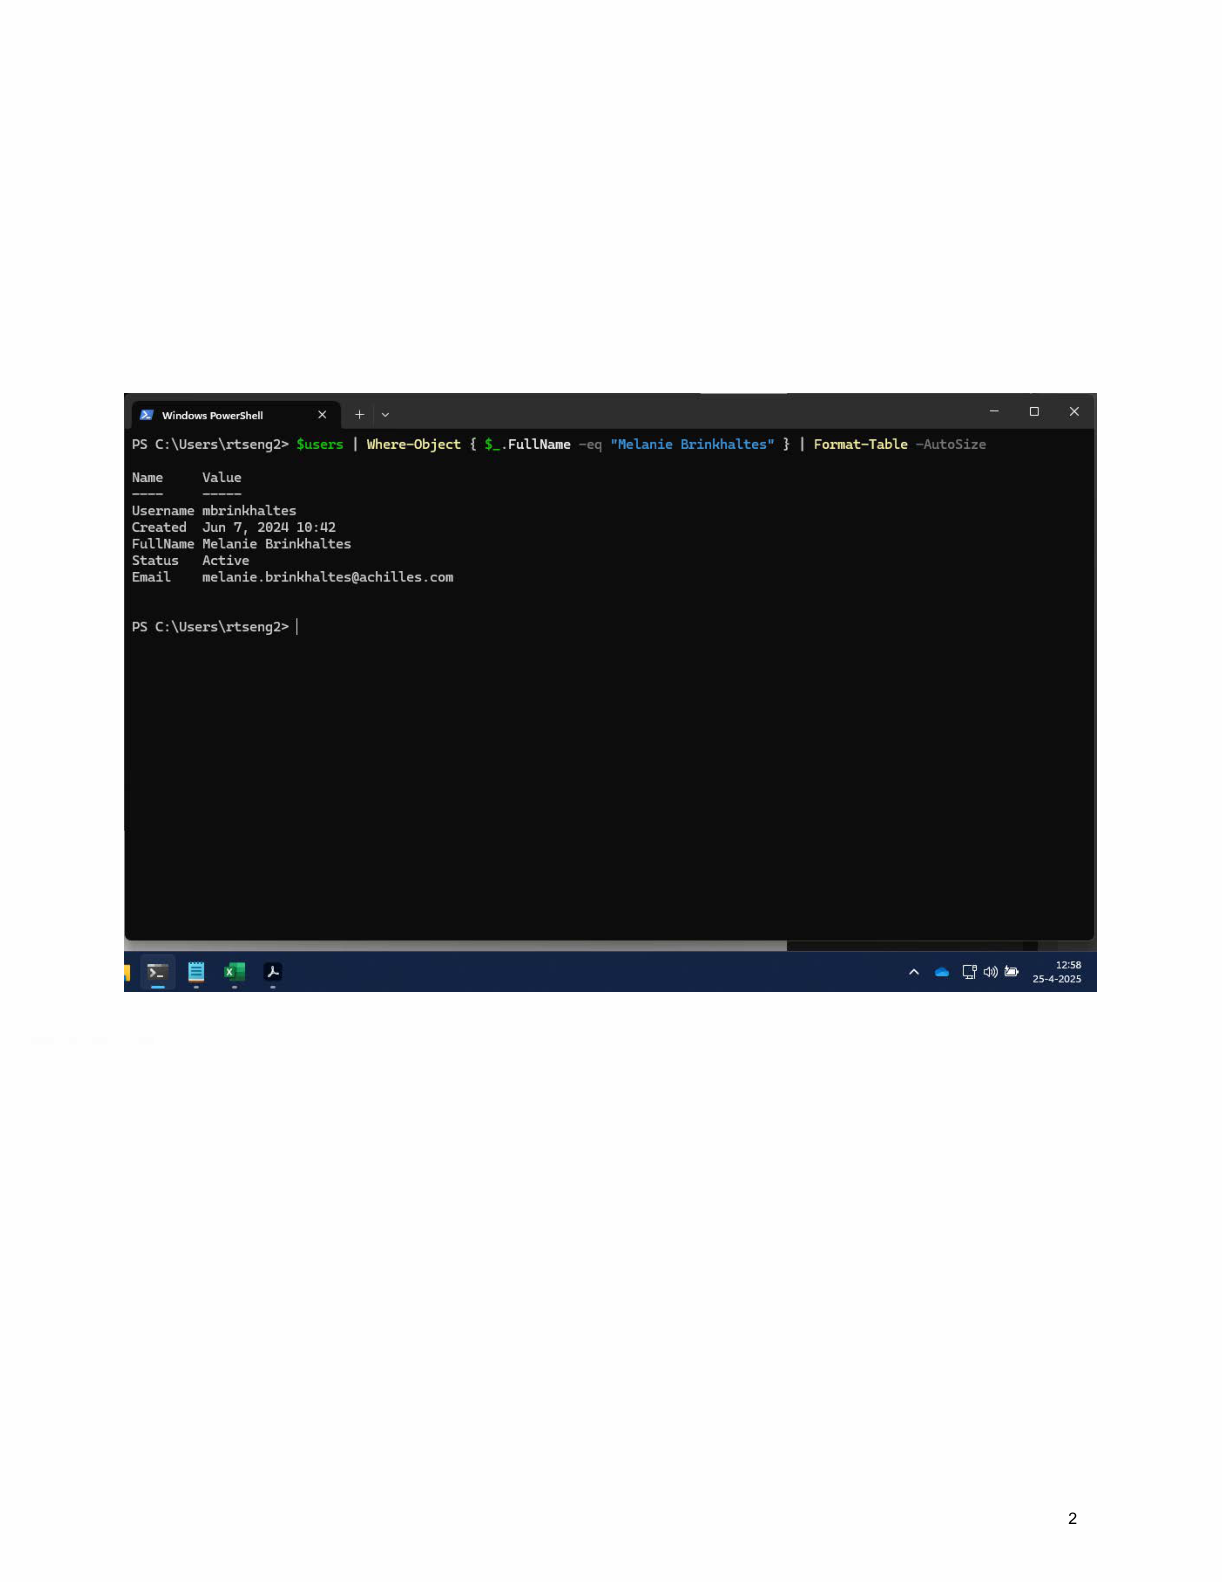 Windows PowerShell
PS C:\Users\rtseng2> $users | Where-Object { $_.FullName -eq "Melanie Brinkhaltes" } | Format-Table -AutoSize
Name Value
---- -----
Username mbrinkhaltes
Created Jun 7, 2024 10:42
FullName Melanie Brinkhaltes
Status Active
Email melanie.brinkhaltes@achilles.com
PS C:\Users\rtseng2>
12:58
25-4-2025
2